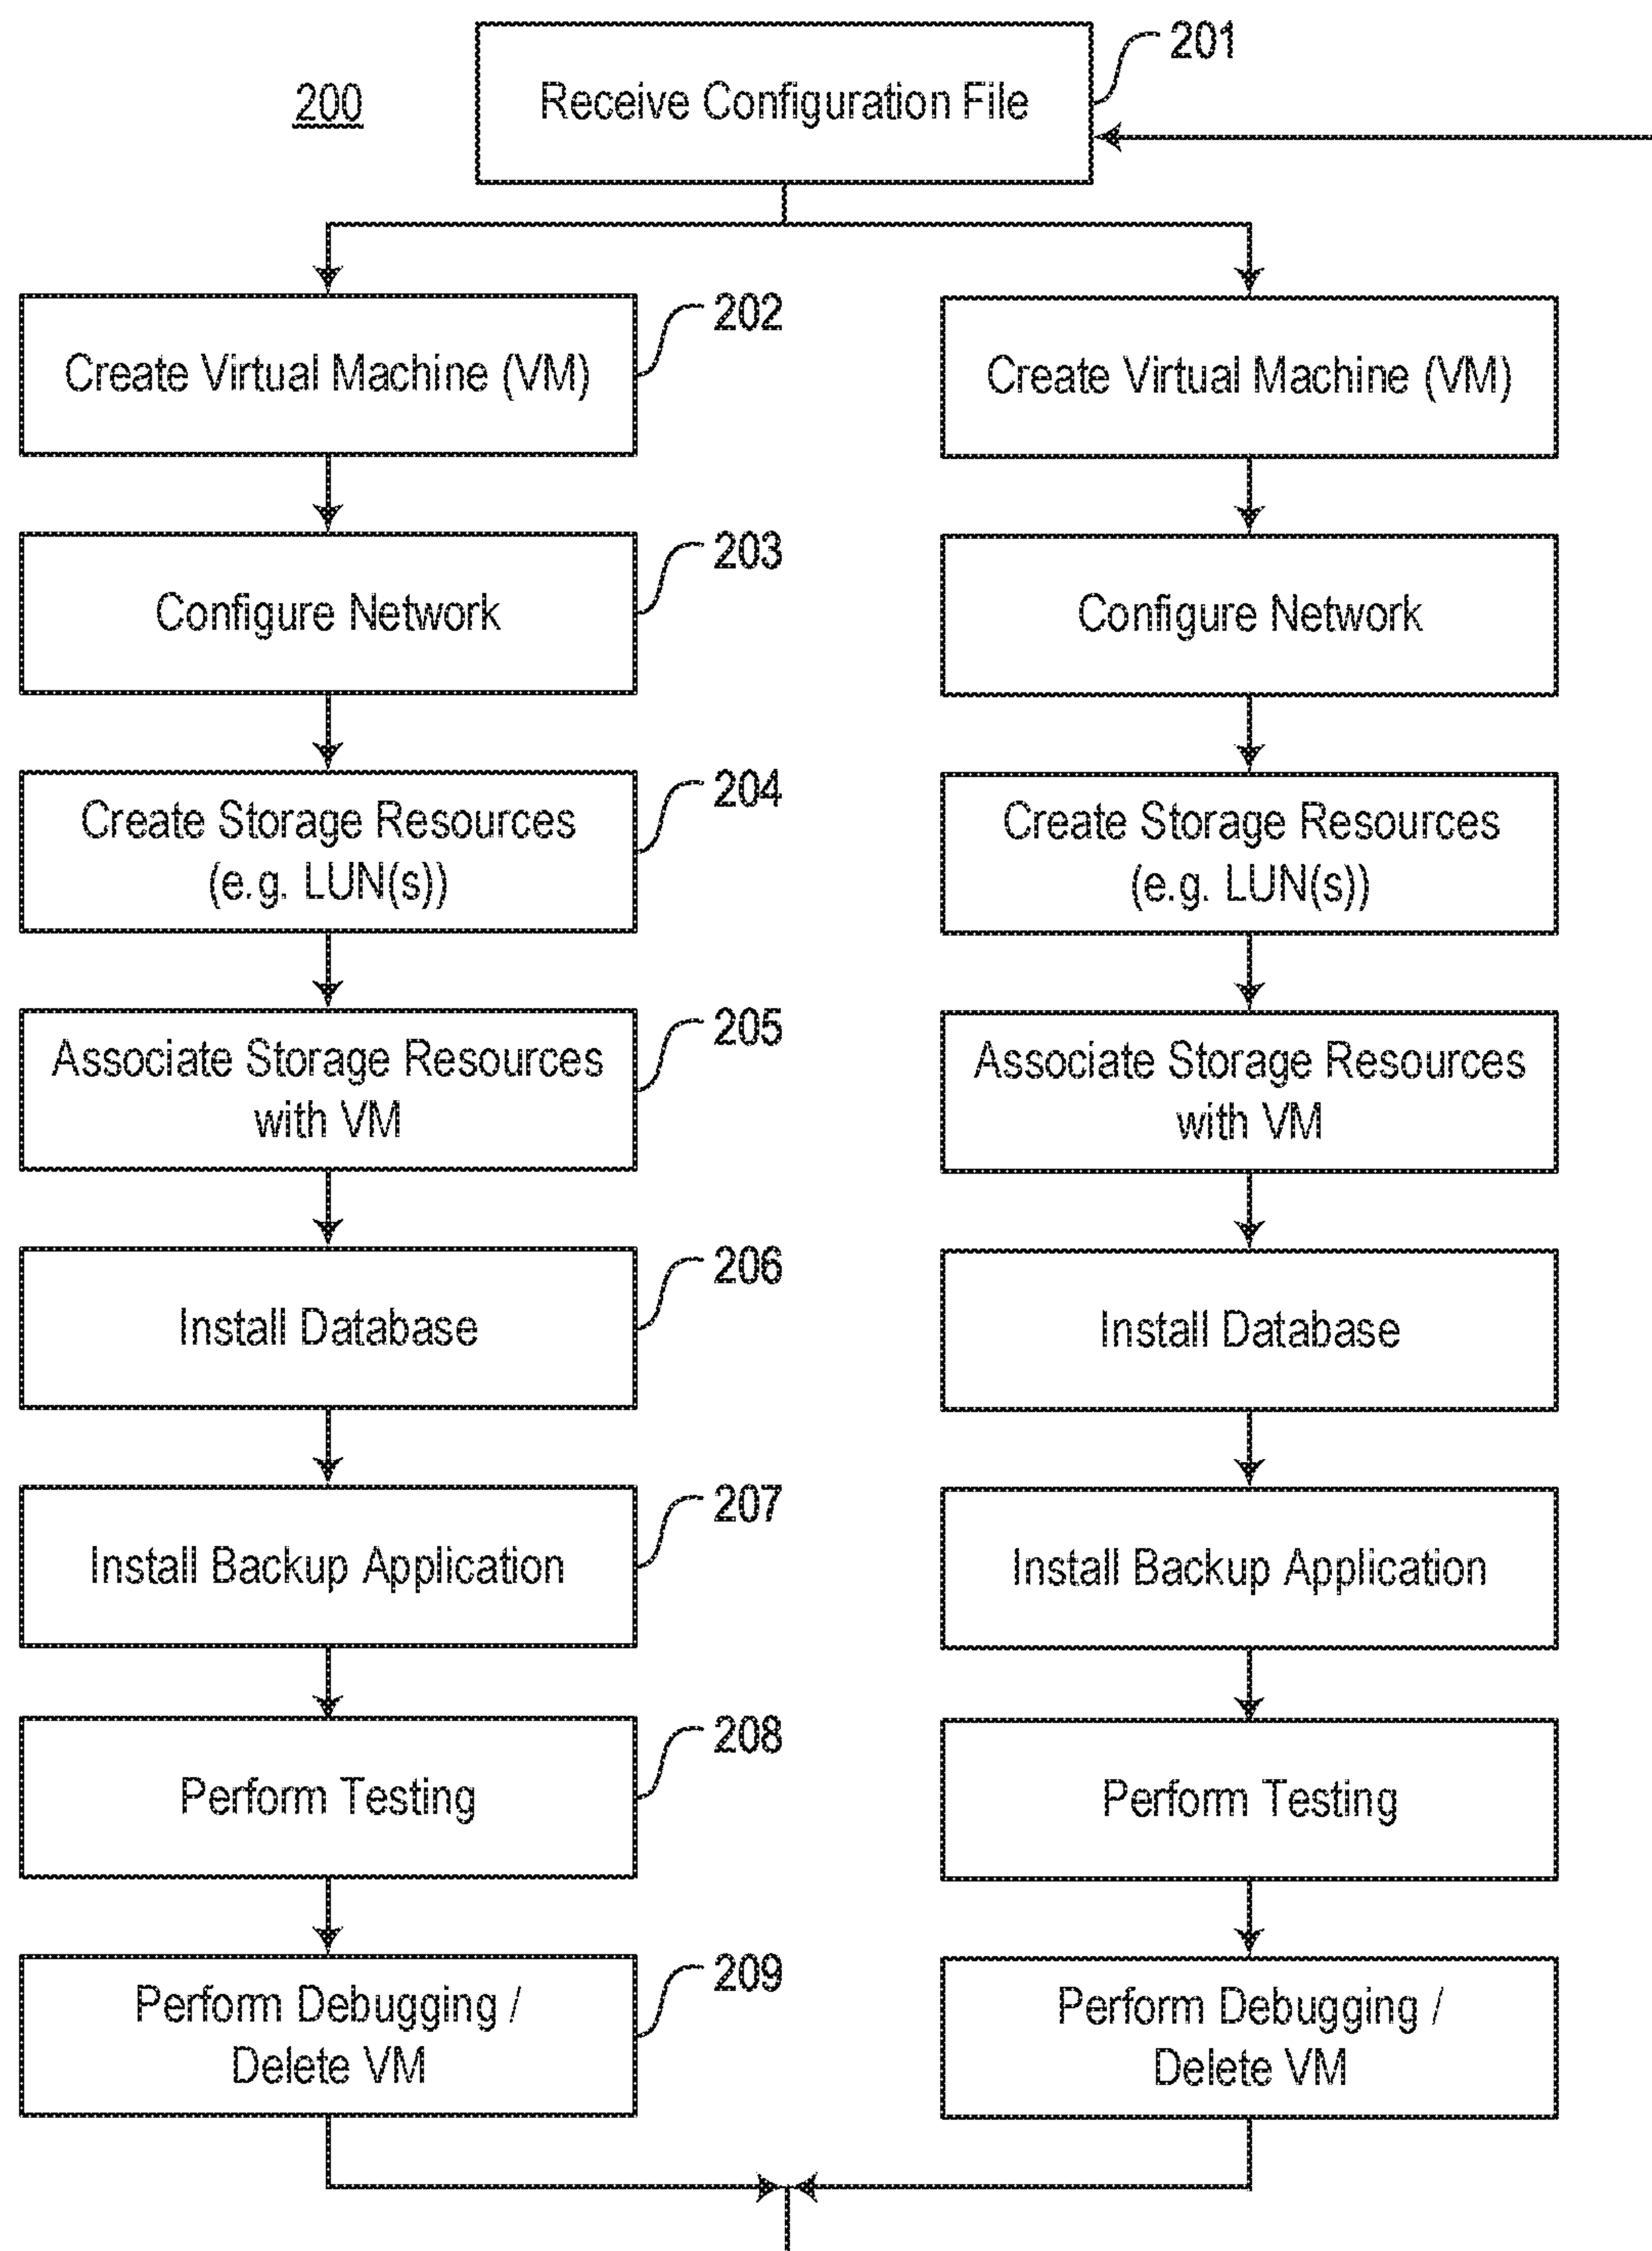 201
Receive Configuration File
200
202
Create Virtual Machine (VM)
Create Virtual Machine (VM)
203
Configure Network
Configure Network
204
Create Storage Resources
(e.g. LUN(s))
Create Storage Resources
(e.g. LUN(s))
205
Associate Storage Resources
with VM
Associate Storage Resources
with VM
206
Install Database
Install Database
207
Install Backup Application
Install Backup Application
208
Perform Testing
Perform Testing
209
Perform Debugging /
Delete VM
Perform Debugging /
Delete VM